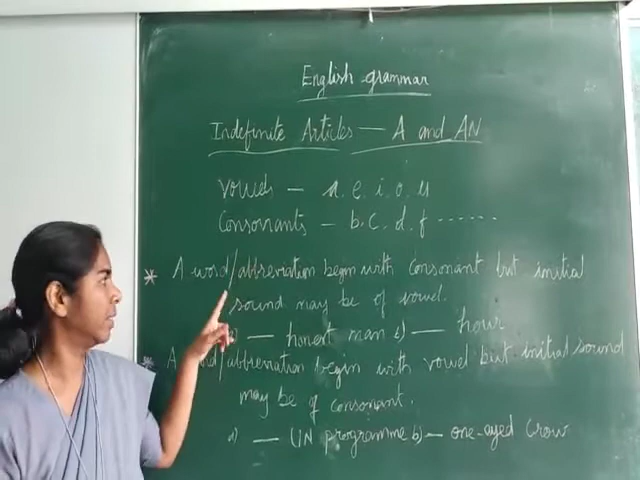 English grammar
Indefinite Articles — A and AN
Vowels — a. e. i. o. u
Consonants — b. c. d. f ......
* A word/abbreviation begin with consonant but initial
sound may be of vowel.
— honest man — hour
* A word/abbreviation begin with vowel but initial sound
may be of consonant.
a) — UN programme b) — one-eyed crow